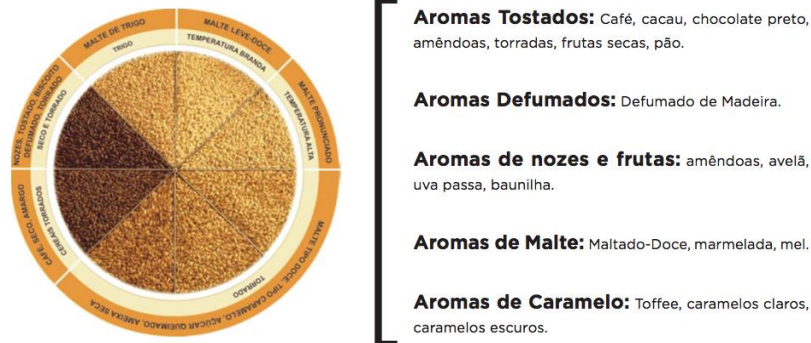 MALTE DE TRIGO
TRIGO
MALTE LEVE-DOCE
TEMPERATURA BRANDA
MALTE PRONUNCIADO
TEMPERATURA ALTA
MALTE TIPO DOCE, TIPO CARAMELO, AÇÚCAR QUEIMADO, AMEIXA SECA
TORRADO
CAFÉ, SECO, AMARGO
CEREAIS TORRADOS
NOZES, TOSTADO, BISCOITO
DEFUMADO, TORRADO
SECO E TORRADO
Aromas Tostados: Café, cacau, chocolate preto,
amêndoas, torradas, frutas secas, pão.
Aromas Defumados: Defumado de Madeira.
Aromas de nozes e frutas: amêndoas, avelã,
uva passa, baunilha.
Aromas de Malte: Maltado-Doce, marmelada, mel.
Aromas de Caramelo: Toffee, caramelos claros,
caramelos escuros.